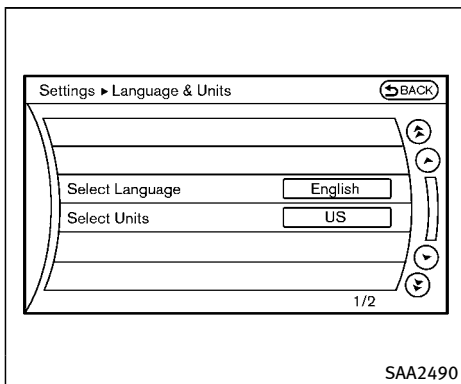 Settings ▸ Language & Units
BACK
Select Language English
Select Units US
1/2
SAA2490